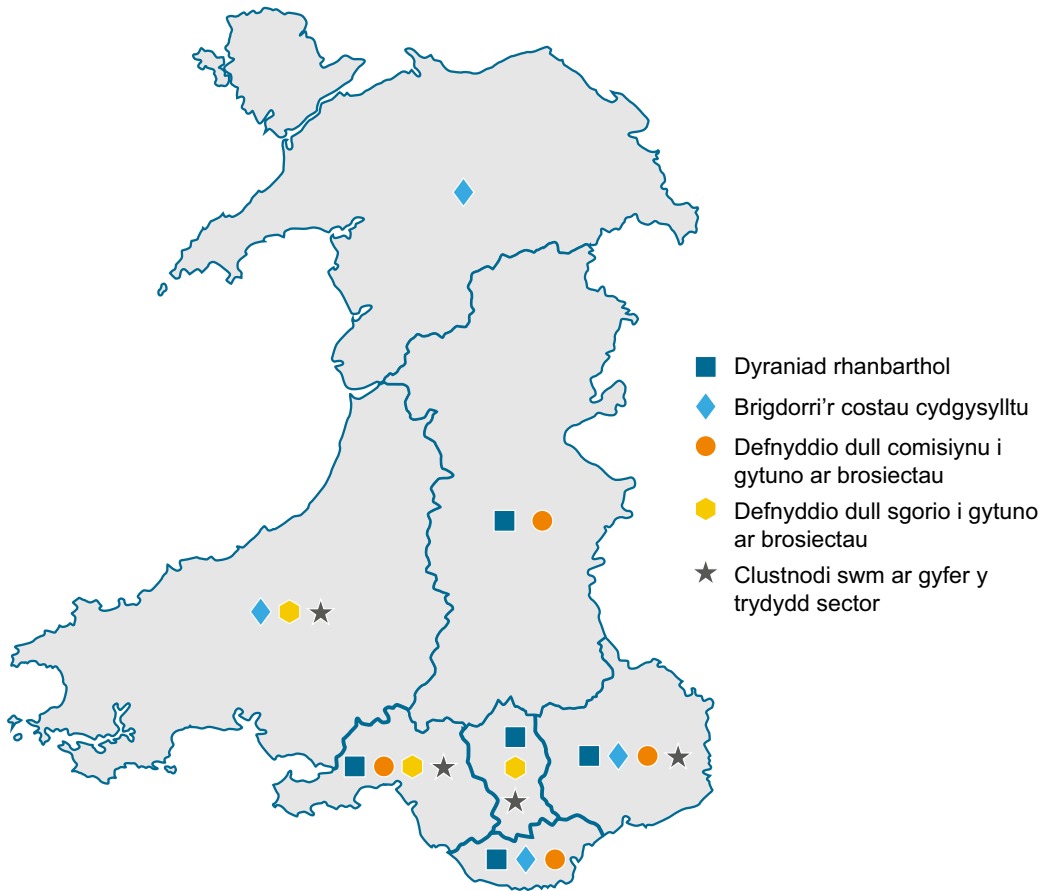 Dyraniad rhanbarthol
Brigdorri'r costau cydgysylltu
Defnyddio dull comisiynu i
gytuno ar brosiectau
Defnyddio dull sgorio i gytuno
ar brosiectau
Clustnodi swm ar gyfer y
trydydd sector